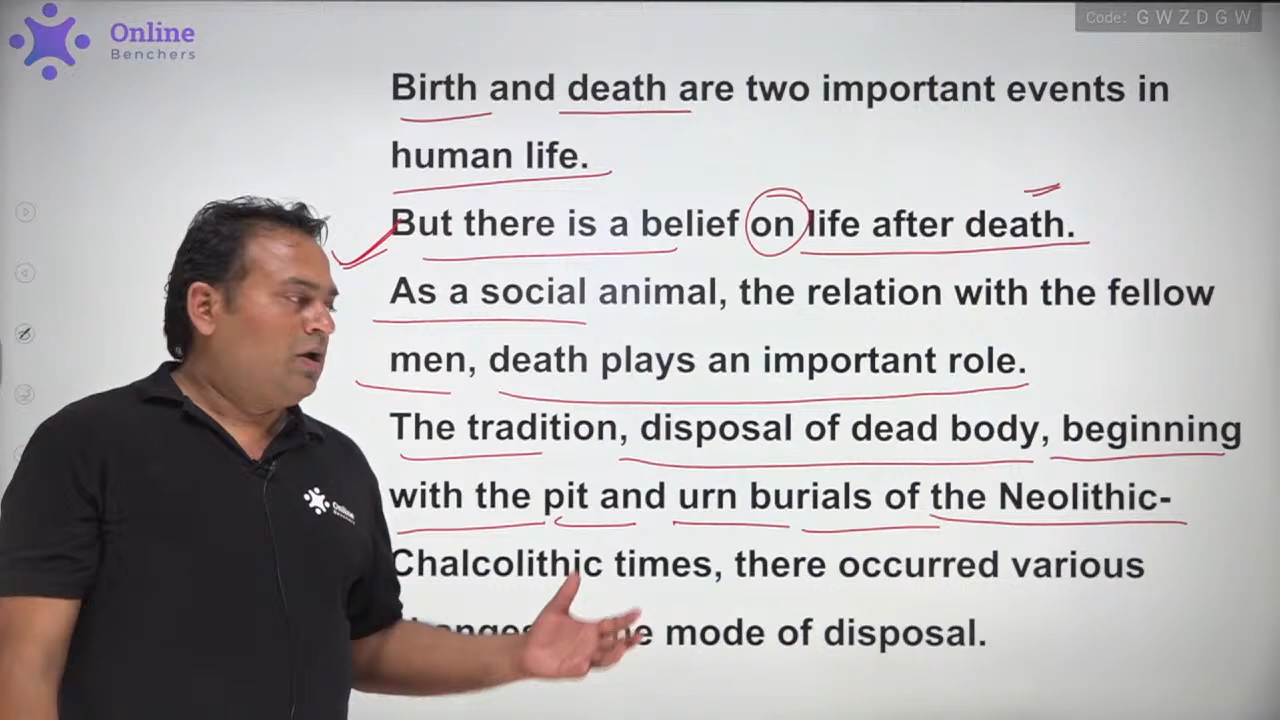 Online
Benchers
Code: GWZDGW
Birth and death are two important events in
human life.
But there is a belief on life after death.
As a social animal, the relation with the fellow
men, death plays an important role.
The tradition, disposal of dead body, beginning
with the pit and urn burials of the Neolithic-
Chalcolithic times, there occurred various
mode of disposal.
Online
Benchers